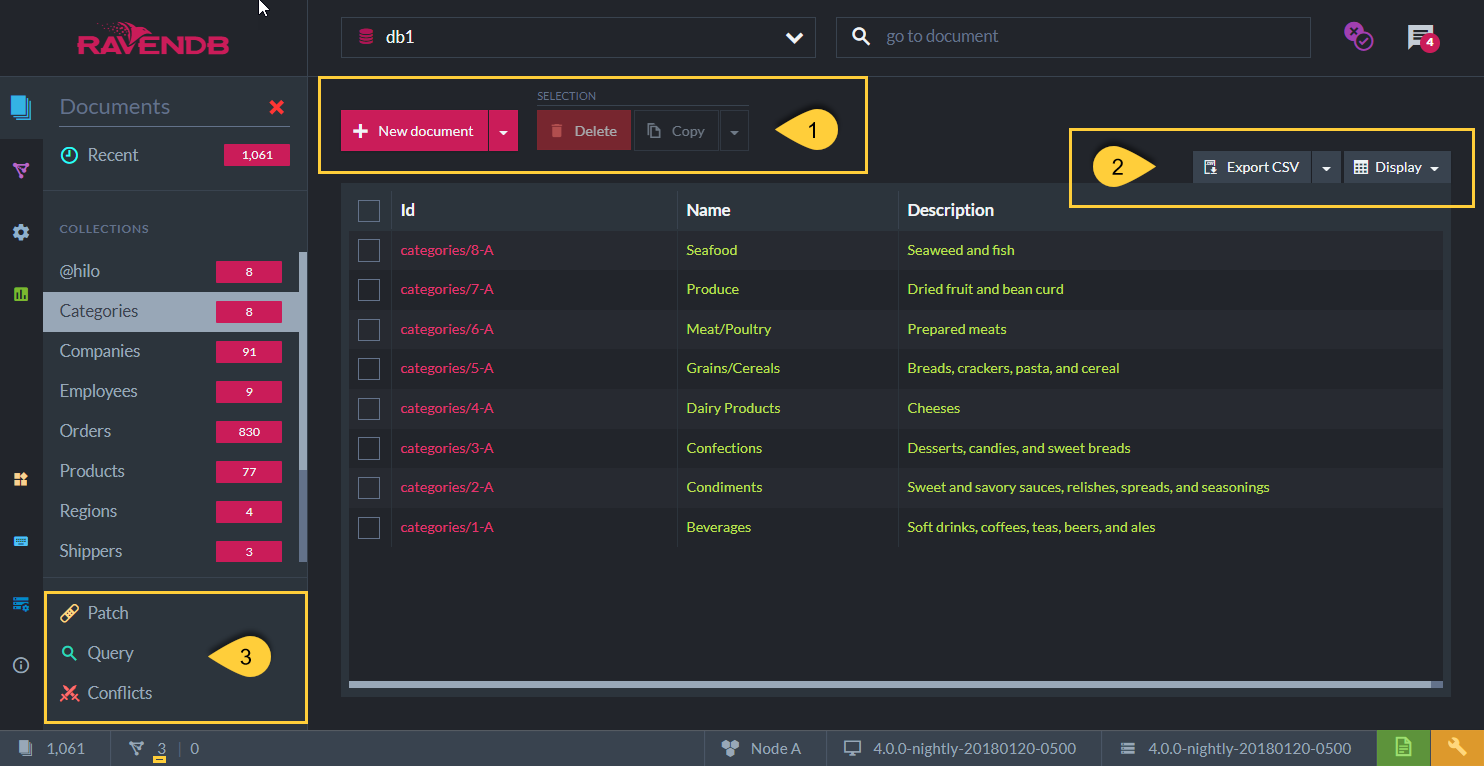 RAVENDB
db1
go to document
4
Documents
Recent 1,061
COLLECTIONS
@hilo 8
Categories 8
Companies 91
Employees 9
Orders 830
Products 77
Regions 4
Shippers 3
Patch
Query
Conflicts
3
SELECTION
New document
Delete
Copy
1
2
Export CSV
Display
Id Name Description
categories/8-A Seafood Seaweed and fish
categories/7-A Produce Dried fruit and bean curd
categories/6-A Meat/Poultry Prepared meats
categories/5-A Grains/Cereals Breads, crackers, pasta, and cereal
categories/4-A Dairy Products Cheeses
categories/3-A Confections Desserts, candies, and sweet breads
categories/2-A Condiments Sweet and savory sauces, relishes, spreads, and seasonings
categories/1-A Beverages Soft drinks, coffees, teas, beers, and ales
1,061 3 | 0 Node A 4.0.0-nightly-20180120-0500 4.0.0-nightly-20180120-0500